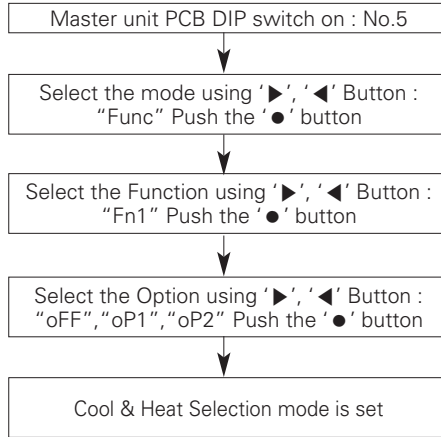 Master unit PCB DIP switch on : No.5
Select the mode using ‘▶’, ‘◀’ Button :
“Func” Push the ‘●’ button
Select the Function using ‘▶’, ‘◀’ Button :
“Fn1” Push the ‘●’ button
Select the Option using ‘▶’, ‘◀’ Button :
“oFF”,“oP1”,“oP2” Push the ‘●’ button
Cool & Heat Selection mode is set